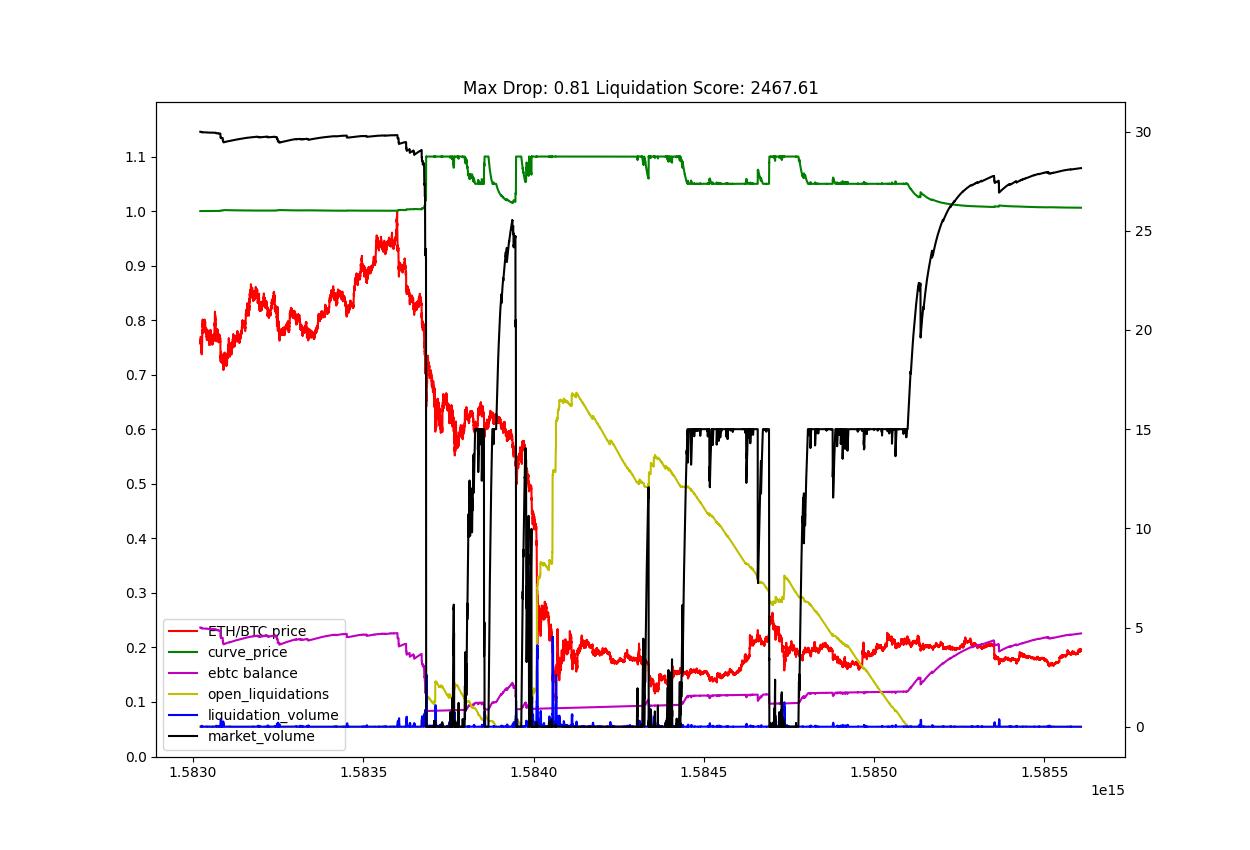 Max Drop: 0.81 Liquidation Score: 2467.61
1.1
1.0
0.9
0.8
0.7
0.6
0.5
0.4
0.3
0.2
0.1
0.0
30
25
20
15
10
5
0
ETH/BTC price
curve_price
ebtc balance
open_liquidations
liquidation_volume
market_volume
1.5830 1.5835 1.5840 1.5845 1.5850 1.5855
1e15